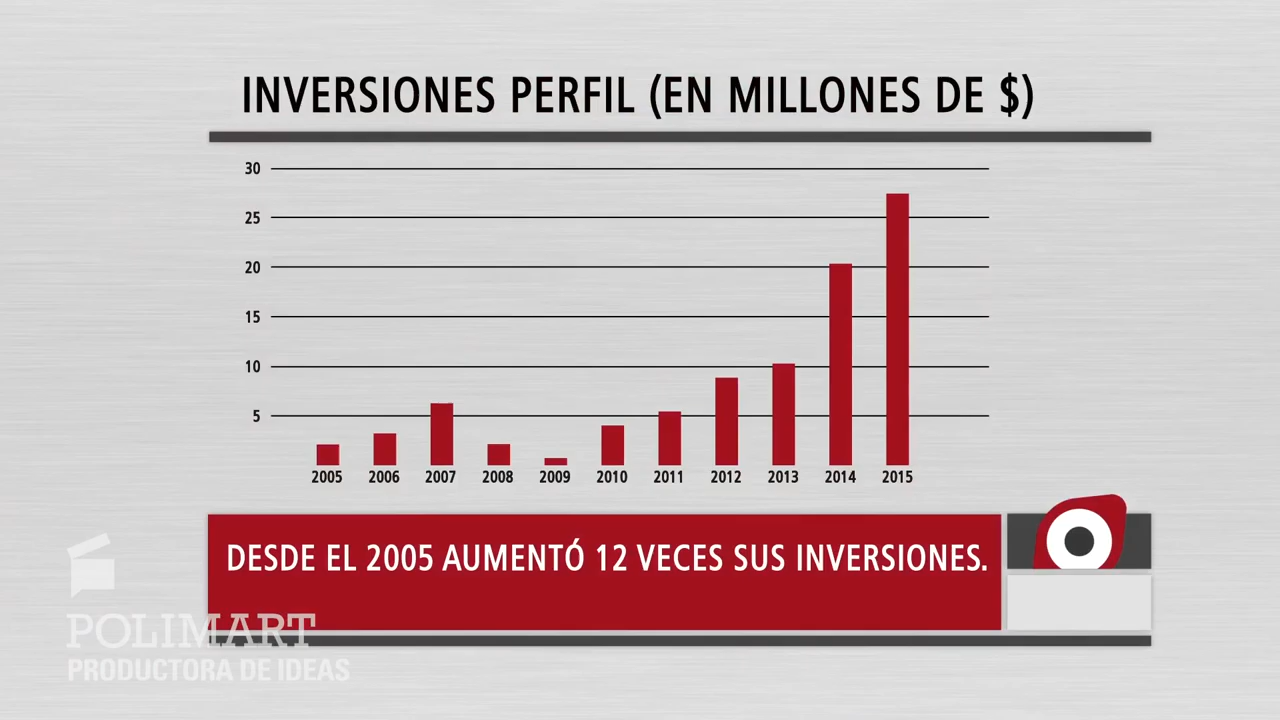 INVERSIONES PERFIL (EN MILLONES DE $)
30
25
20
15
10
5
2005 2006 2007 2008 2009 2010 2011 2012 2013 2014 2015
DESDE EL 2005 AUMENTÓ 12 VECES SUS INVERSIONES.
POLIMART
PRODUCTORA DE IDEAS